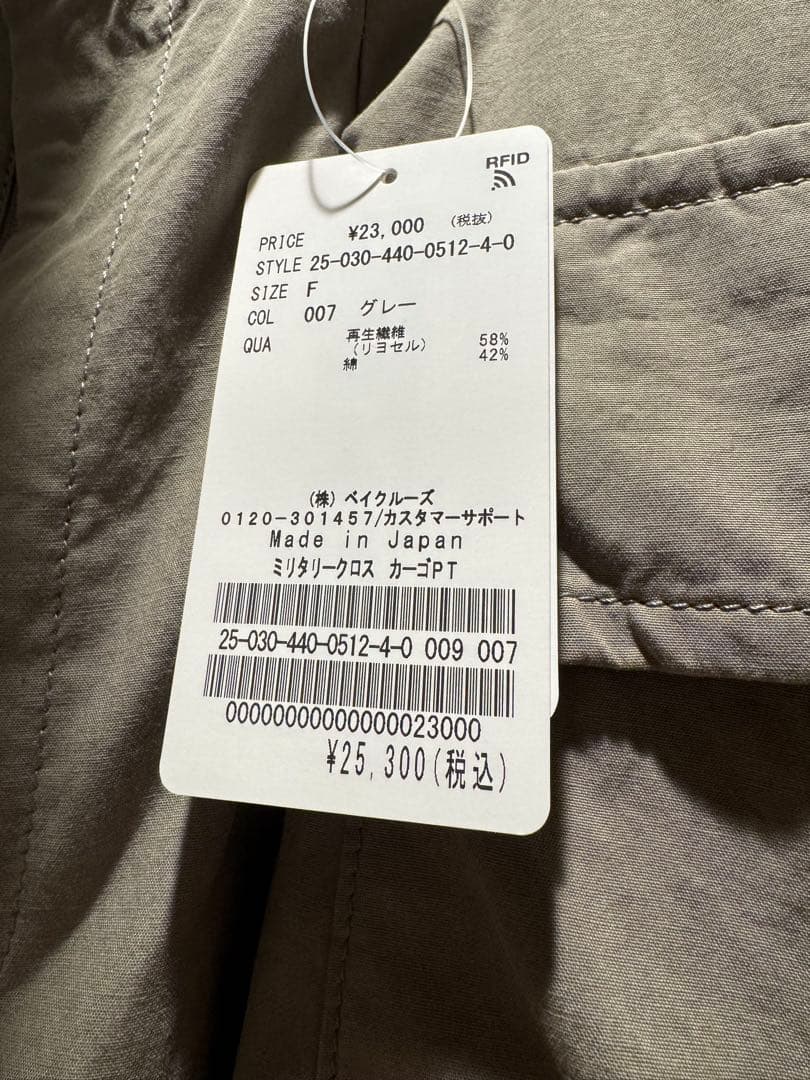 RFID
PRICE ¥23,000 (税抜)
STYLE 25-030-440-0512-4-0
SIZE F
COL 007 グレー
QUA 再生繊維
(リヨセル) 58%
綿 42%
(株) ベイクルーズ
0120-301457/カスタマーサポート
Made in Japan
ミリタリークロス カーゴPT
25-030-440-0512-4-0 009 007
00000000000000023000
¥25,300(税込)